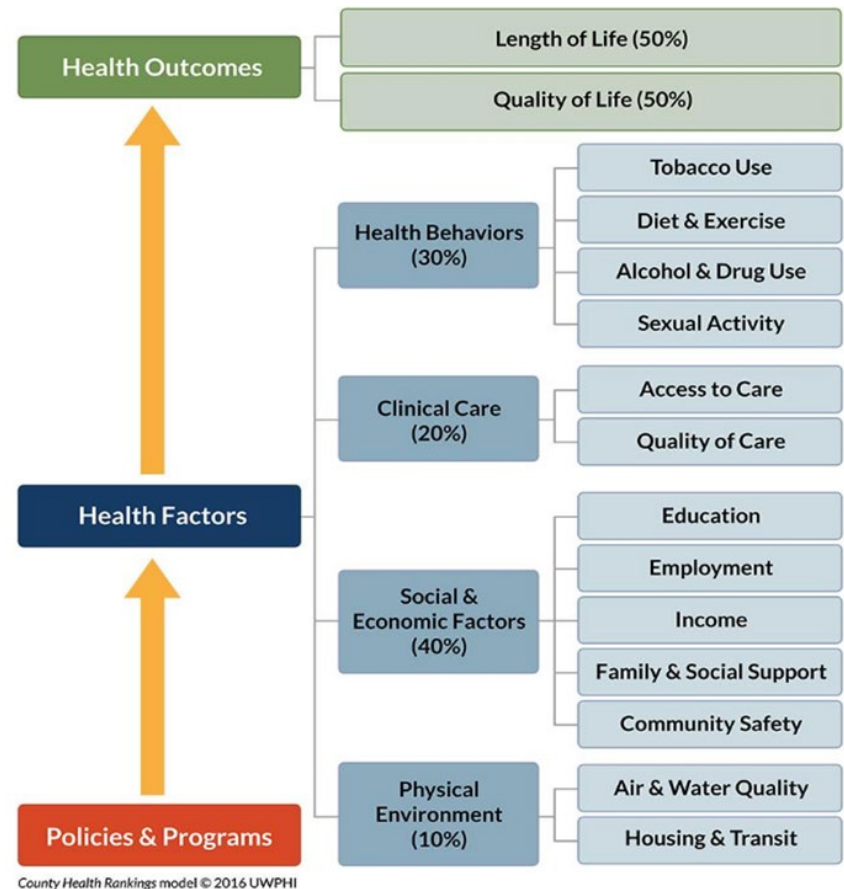 Health Outcomes
Length of Life (50%)
Quality of Life (50%)
Health Factors
Health Behaviors
(30%)
Tobacco Use
Diet & Exercise
Alcohol & Drug Use
Sexual Activity
Clinical Care
(20%)
Access to Care
Quality of Care
Social &
Economic Factors
(40%)
Education
Employment
Income
Family & Social Support
Community Safety
Physical
Environment
(10%)
Air & Water Quality
Housing & Transit
Policies & Programs
County Health Rankings model © 2016 UWPHI